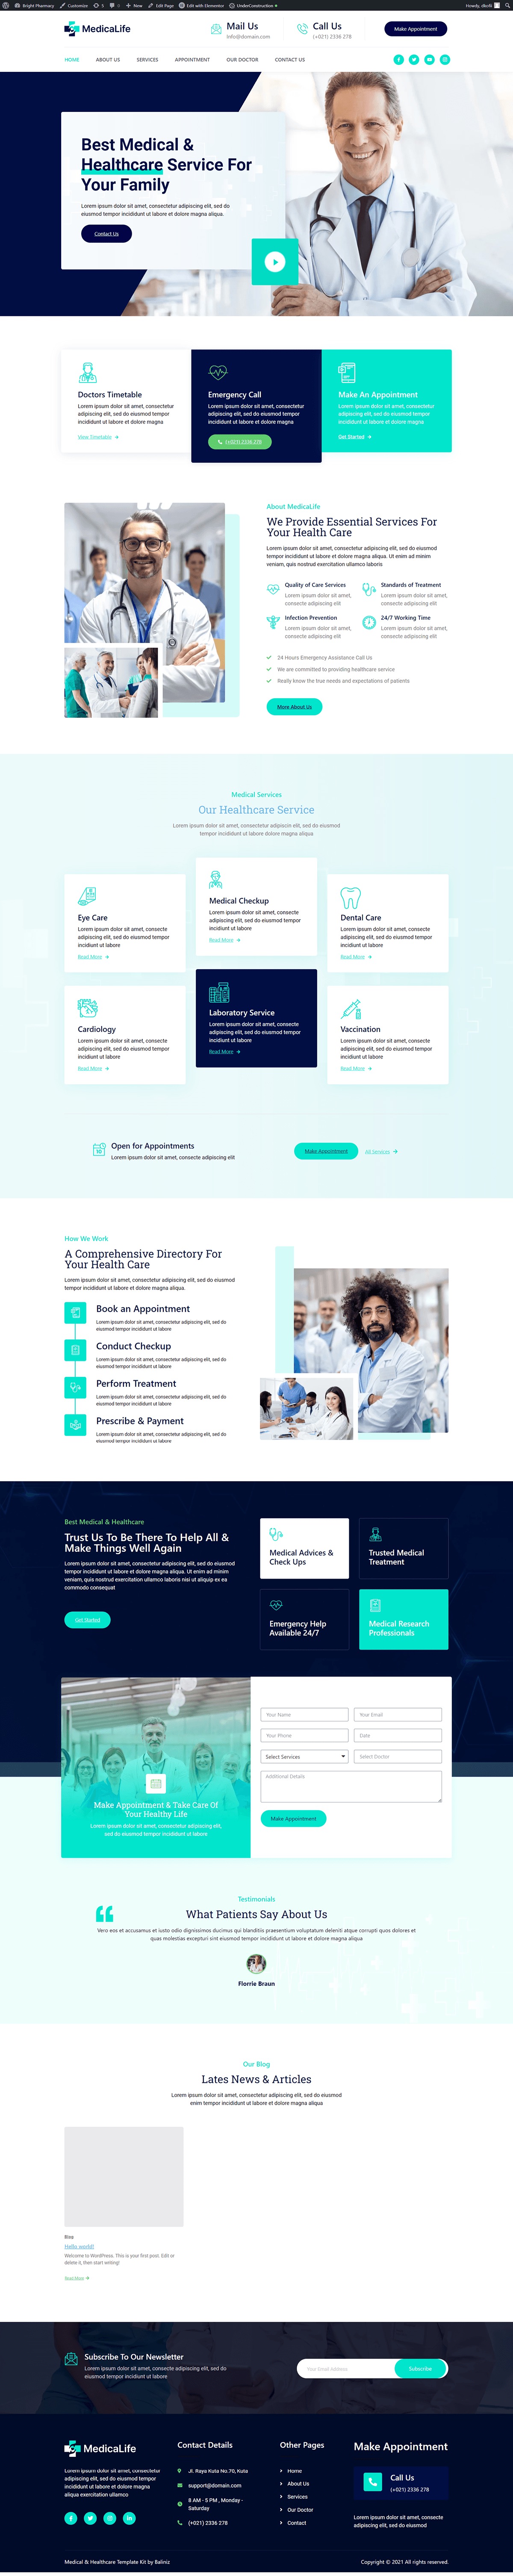 Bright Pharmacy Customize 5 0 New Edit Page Edit with Elementor UnderConstruction Howdy, dbofii
MedicaLife
Mail Us
Info@domain.com
Call Us
(+021) 2336 278
Make Appointment
HOME ABOUT US SERVICES APPOINTMENT OUR DOCTOR CONTACT US
Best Medical &
Healthcare Service For
Your Family
Lorem ipsum dolor sit amet, consectetur adipiscing elit, sed do
eiusmod tempor incididunt ut labore et dolore magna aliqua.
Contact Us
Doctors Timetable
Lorem ipsum dolor sit amet, consectetur
adipiscing elit, sed do eiusmod tempor
incididunt ut labore et dolore magna
View Timetable
Emergency Call
Lorem ipsum dolor sit amet, consectetur
adipiscing elit, sed do eiusmod tempor
incididunt ut labore et dolore magna
(+021) 2336 278
Make An Appointment
Lorem ipsum dolor sit amet, consectetur
adipiscing elit, sed do eiusmod tempor
incididunt ut labore et dolore magna
Get Started
About MedicaLife
We Provide Essential Services For
Your Health Care
Lorem ipsum dolor sit amet, consectetur adipiscing elit, sed do eiusmod
tempor incididunt ut labore et dolore magna aliqua. Ut enim ad minim
veniam, quis nostrud exercitation ullamco laboris
Quality of Care Services
Lorem ipsum dolor sit amet,
consecte adipiscing elit
Standards of Treatment
Lorem ipsum dolor sit amet,
consecte adipiscing elit
Infection Prevention
Lorem ipsum dolor sit amet,
consecte adipiscing elit
24/7 Working Time
Lorem ipsum dolor sit amet,
consecte adipiscing elit
24 Hours Emergency Assistance Call Us
We are committed to providing healthcare service
Really know the true needs and expectations of patients
More About Us
Medical Services
Our Healthcare Service
Lorem ipsum dolor sit amet, consectetur adipiscin elit, sed do eiusmod
tempor incididunt ut labore et dolore magna aliqua
Eye Care
Lorem ipsum dolor sit amet, consecte
adipiscing elit, sed do eiusmod tempor
incidiunt ut labore
Read More
Medical Checkup
Lorem ipsum dolor sit amet, consecte
adipiscing elit, sed do eiusmod tempor
incidiunt ut labore
Read More
Dental Care
Lorem ipsum dolor sit amet, consecte
adipiscing elit, sed do eiusmod tempor
incidiunt ut labore
Read More
Cardiology
Lorem ipsum dolor sit amet, consecte
adipiscing elit, sed do eiusmod tempor
incidiunt ut labore
Read More
Laboratory Service
Lorem ipsum dolor sit amet, consecte
adipiscing elit, sed do eiusmod tempor
incidiunt ut labore
Read More
Vaccination
Lorem ipsum dolor sit amet, consecte
adipiscing elit, sed do eiusmod tempor
incidiunt ut labore
Read More
Open for Appointments
Lorem ipsum dolor sit amet, consecte adipiscing elit
Make Appointment
All Services
How We Work
A Comprehensive Directory For
Your Health Care
Lorem ipsum dolor sit amet, consectetur adipiscing elit, sed do eiusmod
tempor incididunt ut labore et dolore magna aliqua.
Book an Appointment
Lorem ipsum dolor sit amet, consectetur adipiscing elit, sed do
eiusmod tempor incididunt ut labore
Conduct Checkup
Lorem ipsum dolor sit amet, consectetur adipiscing elit, sed do
eiusmod tempor incididunt ut labore
Perform Treatment
Lorem ipsum dolor sit amet, consectetur adipiscing elit, sed do
eiusmod tempor incididunt ut labore
Prescribe & Payment
Lorem ipsum dolor sit amet, consectetur adipiscing elit, sed do
eiusmod tempor incididunt ut labore
Best Medical & Healthcare
Trust Us To Be There To Help All &
Make Things Well Again
Lorem ipsum dolor sit amet, consectetur adipiscing elit, sed do eiusmod
tempor incididunt ut labore et dolore magna aliqua. Ut enim ad minim
veniam, quis nostrud exercitation ullamco laboris nisi ut aliquip ex ea
commodo consequat
Get Started
Medical Advices &
Check Ups
Trusted Medical
Treatment
Emergency Help
Available 24/7
Medical Research
Professionals
Make Appointment & Take Care Of
Your Healthy Life
Lorem ipsum dolor sit amet, consectetur adipiscing elit,
sed do eiusmod tempor incididunt ut labore
Your Name
Your Email
Your Phone
Date
Select Services
Select Doctor
Additional Details
Make Appointment
Testimonials
What Patients Say About Us
Vero eos et accusamus et iusto odio dignissimos ducimus qui blanditiis praesentium voluptatum deleniti atque corrupti quos dolores et
quas molestias excepturi sint eiusmod tempor incididunt ut labore et dolore magna aliqua
Florrie Braun
Our Blog
Lates News & Articles
Lorem ipsum dolor sit amet, consectetur adipiscing elit, sed do eiusmod
enim tempor incididunt ut labore et dolore magna aliqua
Rina
Hello world!
Welcome to WordPress. This is your first post. Edit or
delete it, then start writing!
Read More
Subscribe To Our Newsletter
Lorem ipsum dolor sit amet, consectetur adipiscing elit, sed do
eiusmod tempor incididunt ut labore
Your Email Address
Subscribe
MedicaLife
Lorem ipsum dolor sit amet, consectetur
adipiscing elit, sed do eiusmod tempor
incididunt ut labore et dolore magna
aliqua exercitation ullamco
Contact Details
Jl. Raya Kuta No.70, Kuta
support@domain.com
8 AM - 5 PM , Monday -
Saturday
(+021) 2336 278
Other Pages
Home
About Us
Services
Our Doctor
Contact
Make Appointment
Call Us
(+021) 2336 278
Lorem ipsum dolor sit amet, consecte
adipiscing elit, sed do eiusmod
Medical & Healthcare Template Kit by Baliniz
Copyright © 2021 All rights reserved.